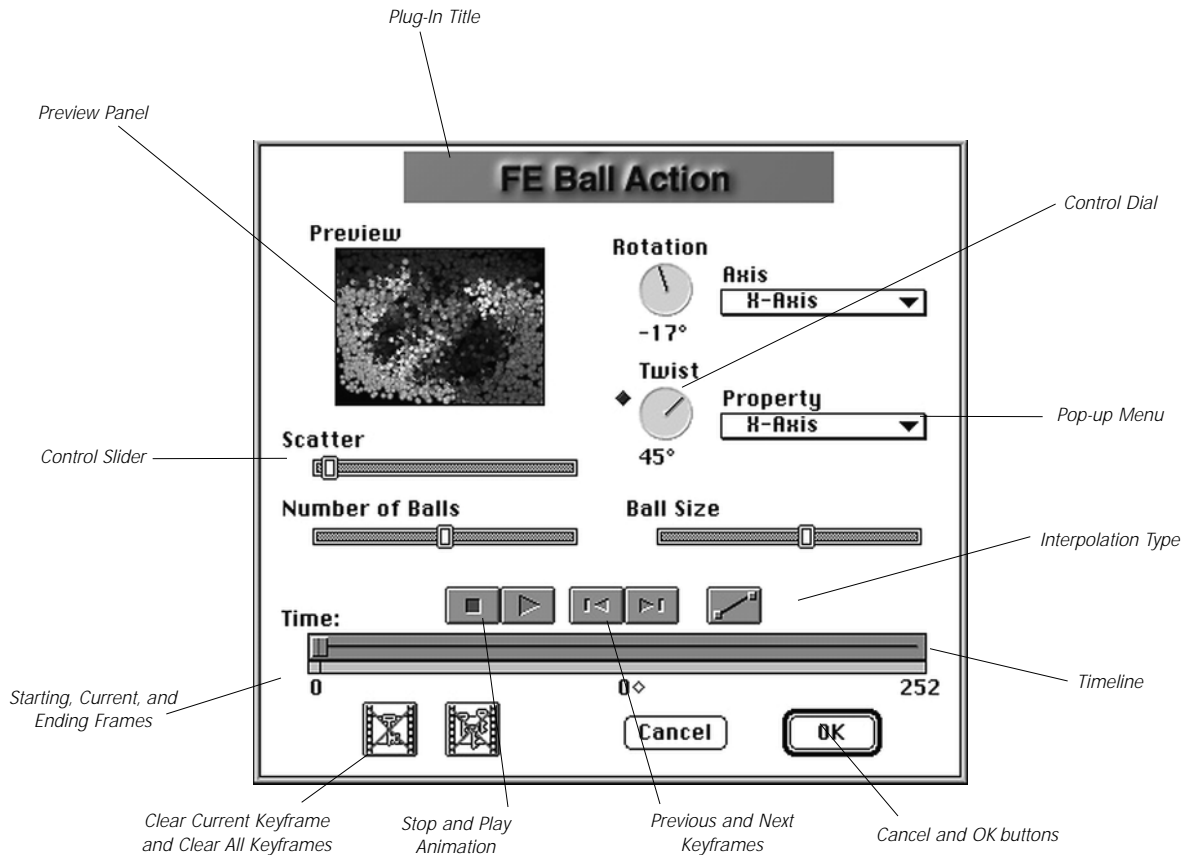 Plug-In Title
Preview Panel
FE Ball Action
Control Dial
Preview
Rotation
Axis
X-Axis
-17°
Twist
Property
X-Axis
Pop-up Menu
45°
Scatter
Control Slider
Number of Balls
Ball Size
Interpolation Type
Time:
Timeline
0
0
252
Starting, Current, and
Ending Frames
Cancel
OK
Clear Current Keyframe
and Clear All Keyframes
Stop and Play
Animation
Previous and Next
Keyframes
Cancel and OK buttons